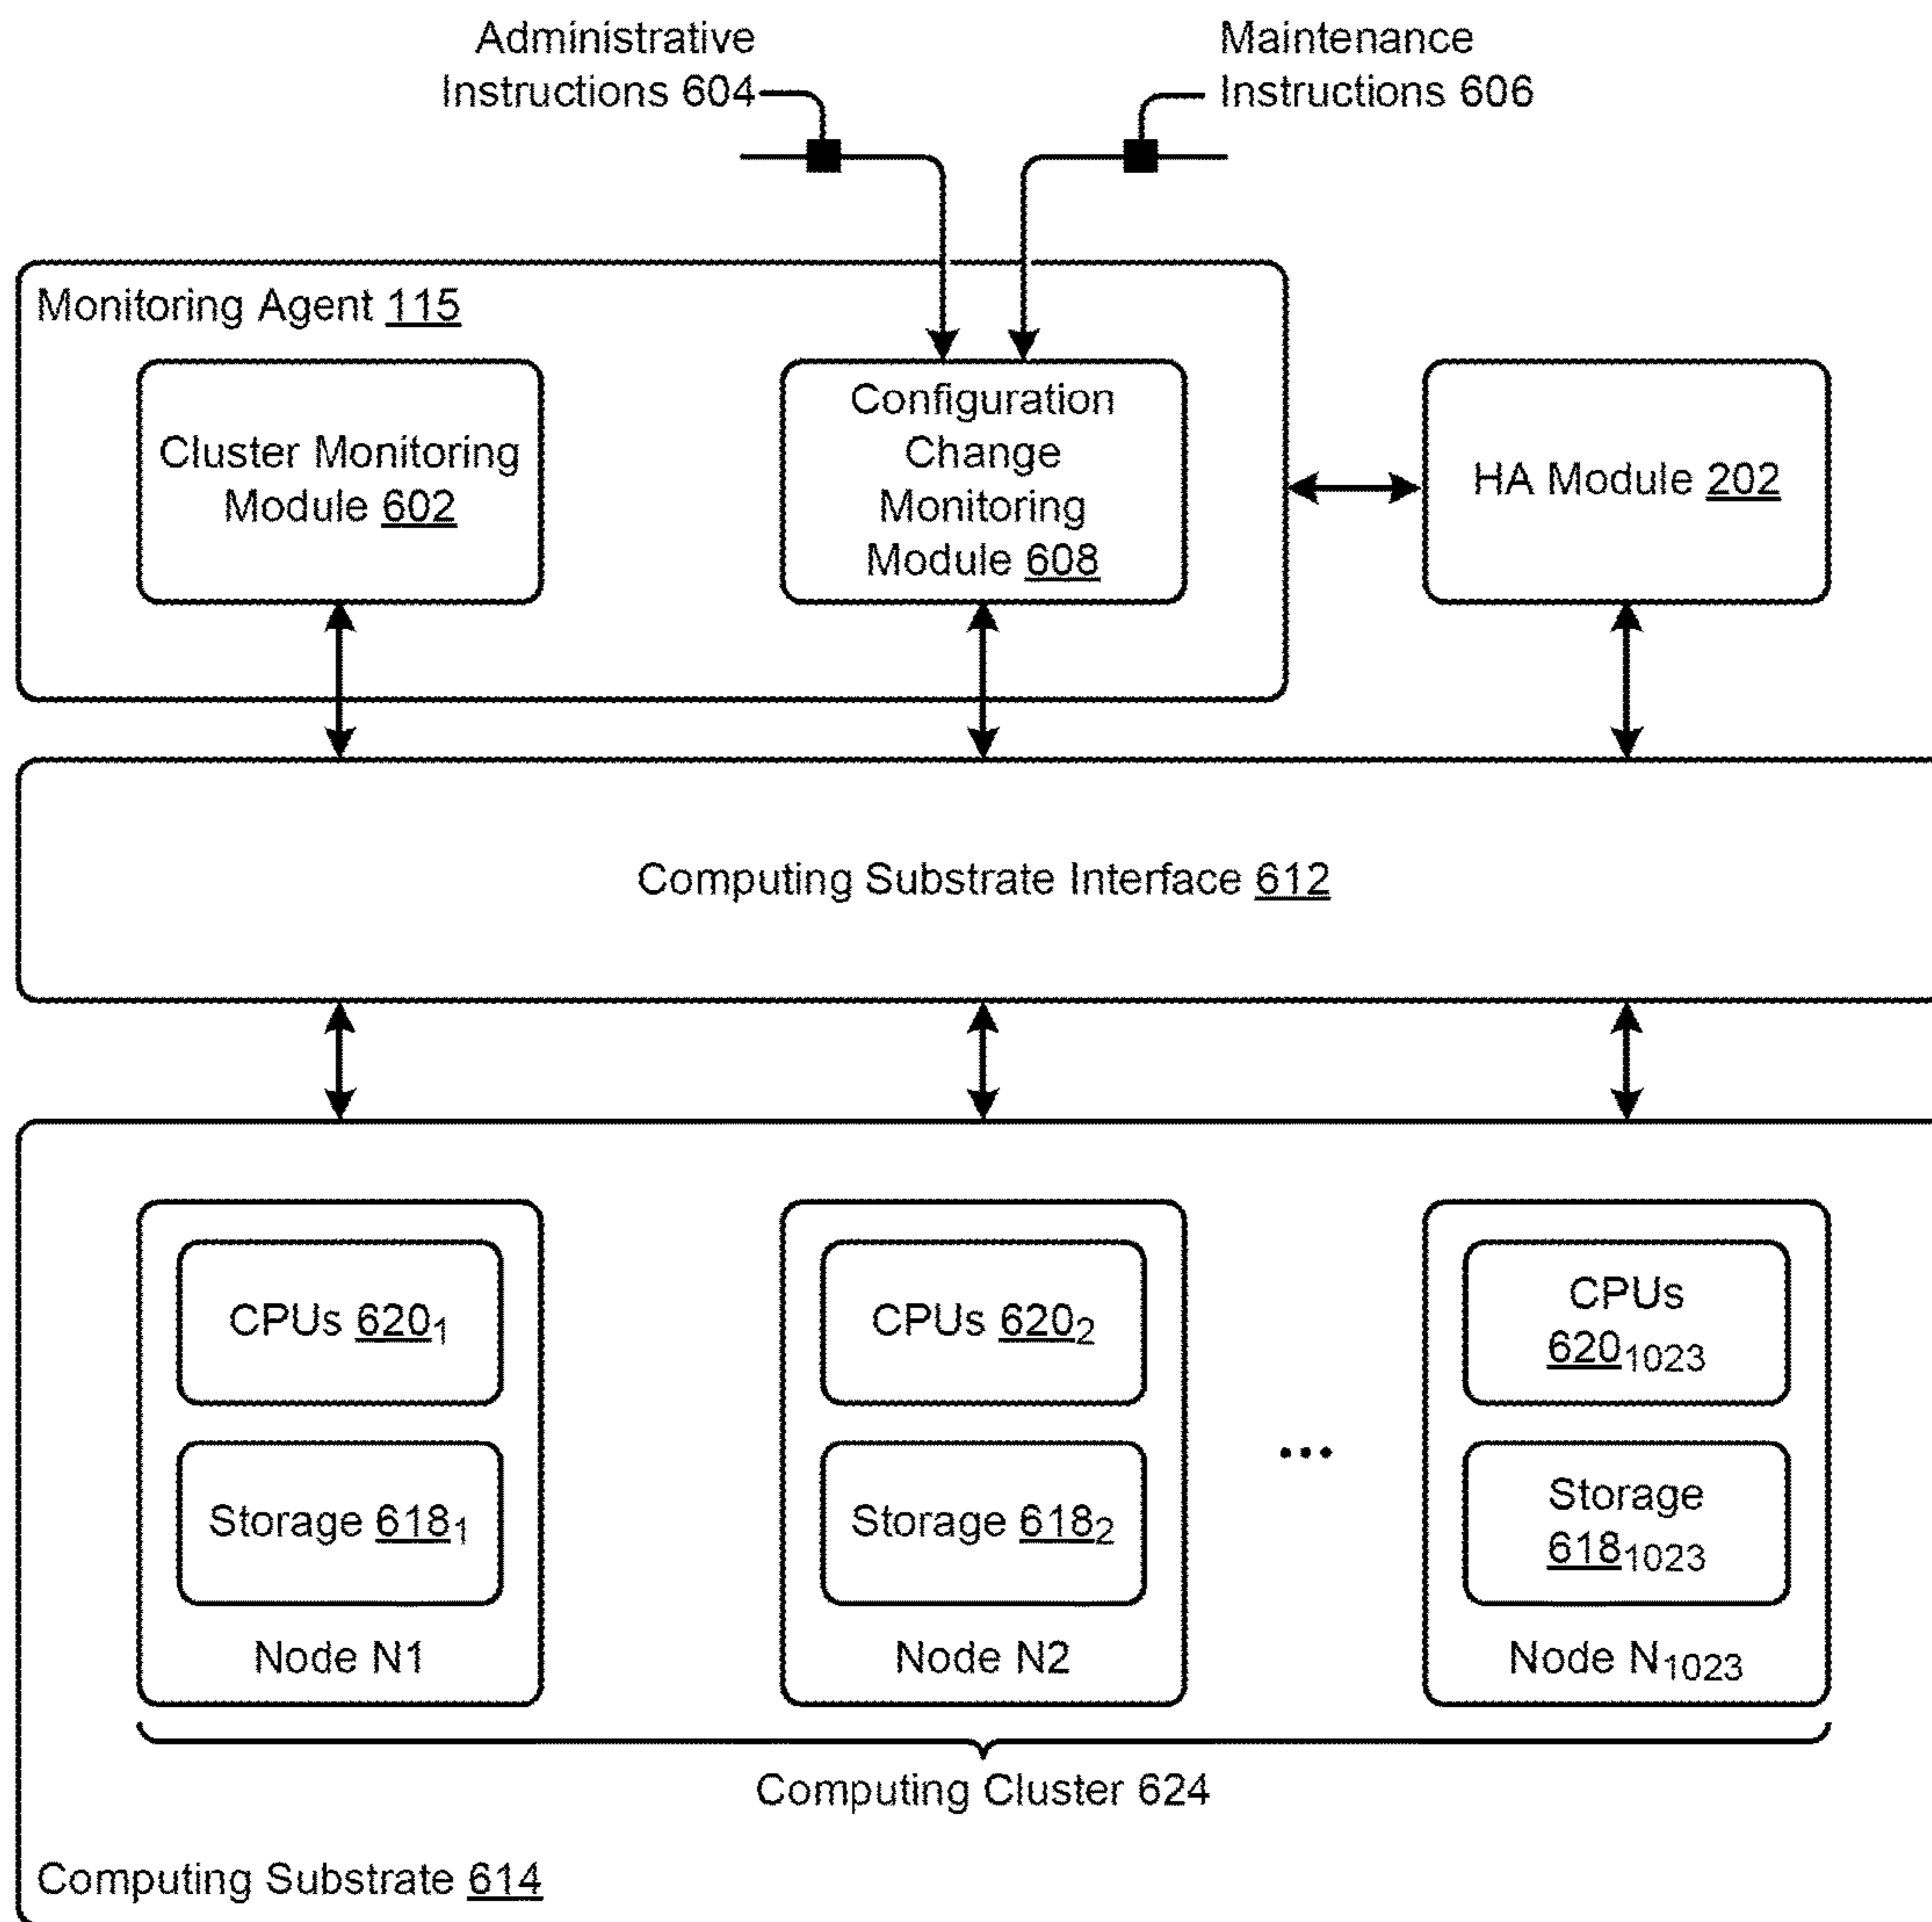 Administrative
Instructions 604
Maintenance
Instructions 606
Monitoring Agent 115
Cluster Monitoring
Module 602
Configuration
Change
Monitoring
Module 608
HA Module 202
Computing Substrate Interface 612
CPUs 620₁
Storage 618₁
Node N1
CPUs 620₂
Storage 618₂
Node N2
...
CPUs
620₁₀₂₃
Storage
618₁₀₂₃
Node N₁₀₂₃
Computing Cluster 624
Computing Substrate 614